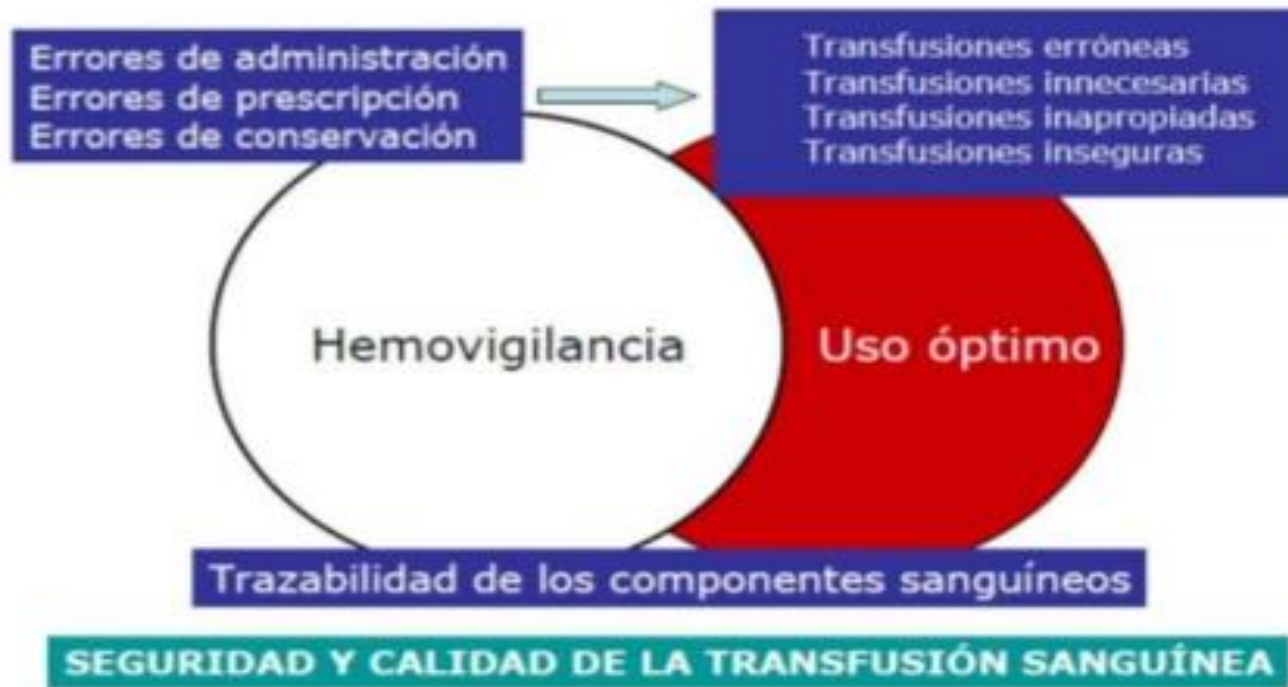 Errores de administración
Errores de prescripción
Errores de conservación
Transfusiones erróneas
Transfusiones innecesarias
Transfusiones inapropiadas
Transfusiones inseguras
Hemovigilancia
Uso óptimo
Trazabilidad de los componentes sanguíneos
SEGURIDAD Y CALIDAD DE LA TRANSFUSIÓN SANGUÍNEA